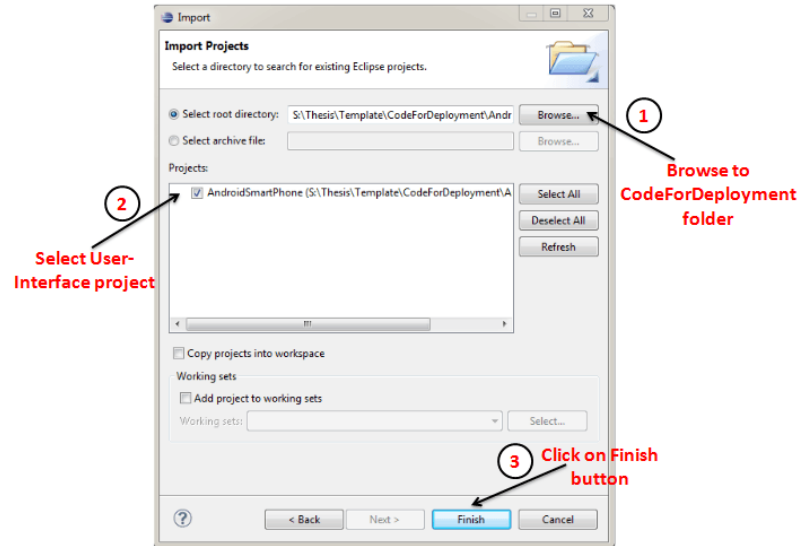 Import
Import Projects
Select a directory to search for existing Eclipse projects.
Select root directory: S:\Thesis\Template\CodeForDeployment\Andr Browse...
1
Select archive file: Browse...
Browse to
CodeForDeployment
folder
Projects:
AndroidSmartPhone (S:\Thesis\Template\CodeForDeployment\A
Select All
Deselect All
Refresh
2
Select User-
Interface project
Copy projects into workspace
Working sets
Add project to working sets
Working sets: Select...
3
Click on Finish
button
? < Back Next > Finish Cancel